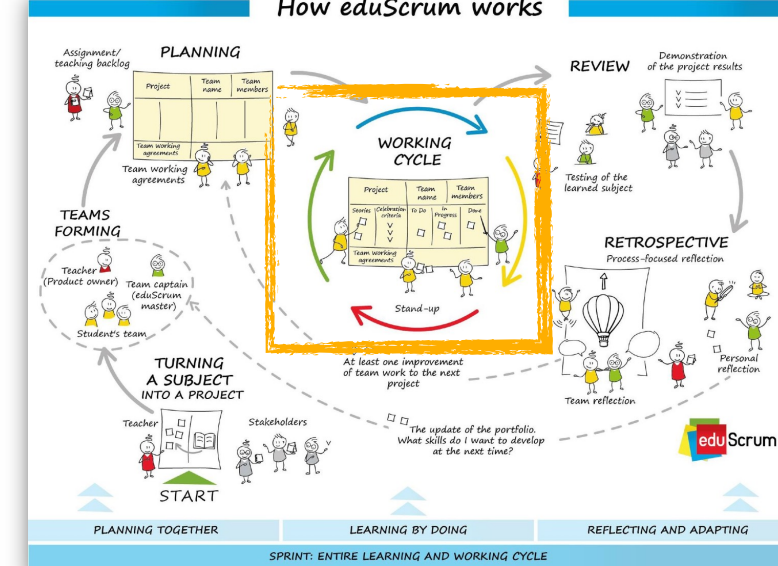 How eduScrum works
Assignment/
teaching backlog
PLANNING
Project
Team
name
Team
members
Team Working
agreements
Team working
agreements
TEAMS
FORMING
Teacher
(Product owner)
Team captain
(eduScrum
master)
Student's team
TURNING
A SUBJECT
INTO A PROJECT
Teacher
Stakeholders
START
WORKING
CYCLE
Project
Team
name
Team
members
Stories
Celebration
criteria
To Do
In
Progress
Done
Team Working
agreements
Stand-up
REVIEW
Demonstration
of the project results
Testing of the
learned subject
RETROSPECTIVE
Process-focused reflection
Team reflection
Personal
reflection
At least one improvement
of team work to the next
project
The update of the portfolio.
What skills do I want to develop
at the next time?
eduScrum
PLANNING TOGETHER
LEARNING BY DOING
REFLECTING AND ADAPTING
SPRINT: ENTIRE LEARNING AND WORKING CYCLE